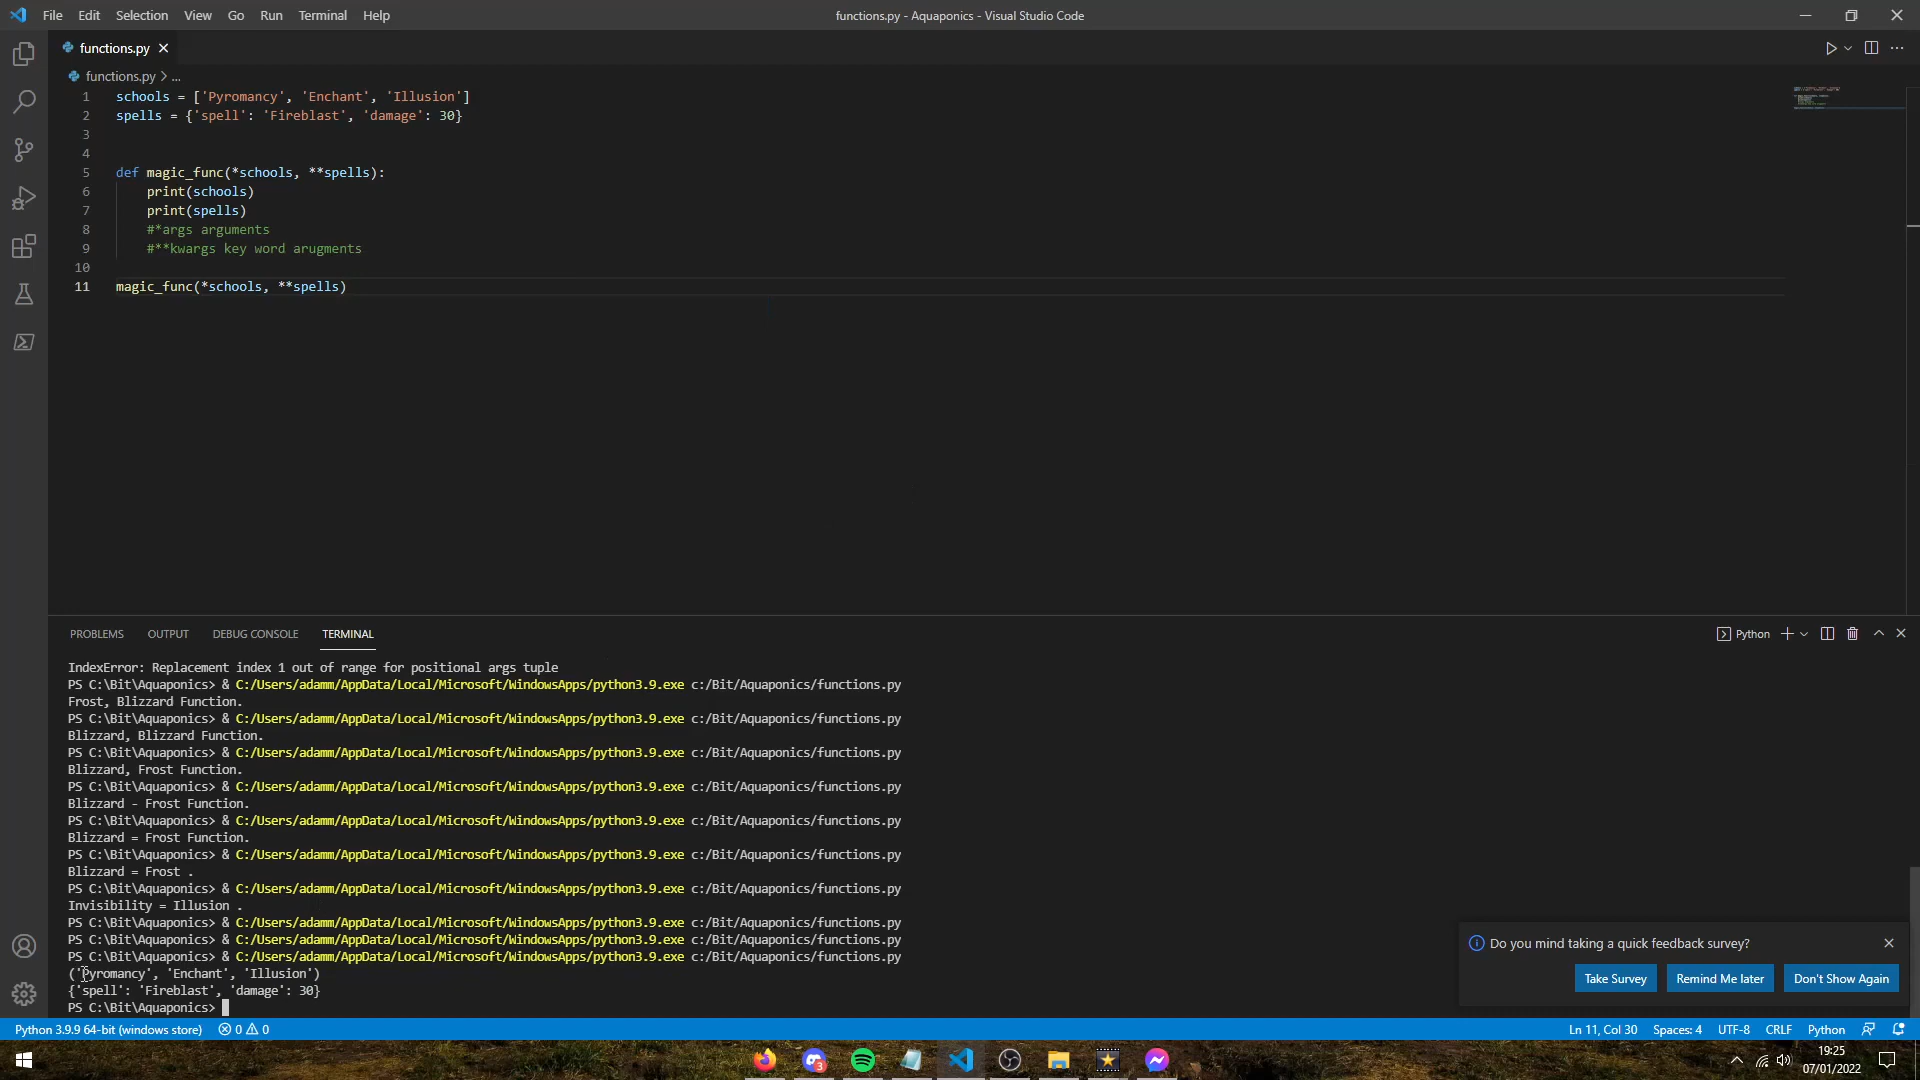 File Edit Selection View Go Run Terminal Help
functions.py - Aquaponics - Visual Studio Code
functions.py
functions.py > ...
1 schools = ['Pyromancy', 'Enchant', 'Illusion']
2 spells = {'spell': 'Fireblast', 'damage': 30}
3
4
5 def magic_func(*schools, **spells):
6 print(schools)
7 print(spells)
8 #*args arguments
9 #**kwargs key word arugments
10
11 magic_func(*schools, **spells)
PROBLEMS OUTPUT DEBUG CONSOLE TERMINAL
Python
IndexError: Replacement index 1 out of range for positional args tuple
PS C:\Bit\Aquaponics> & C:/Users/adamm/AppData/Local/Microsoft/WindowsApps/python3.9.exe c:/Bit/Aquaponics/functions.py
Frost, Blizzard Function.
PS C:\Bit\Aquaponics> & C:/Users/adamm/AppData/Local/Microsoft/WindowsApps/python3.9.exe c:/Bit/Aquaponics/functions.py
Blizzard, Blizzard Function.
PS C:\Bit\Aquaponics> & C:/Users/adamm/AppData/Local/Microsoft/WindowsApps/python3.9.exe c:/Bit/Aquaponics/functions.py
Blizzard, Frost Function.
PS C:\Bit\Aquaponics> & C:/Users/adamm/AppData/Local/Microsoft/WindowsApps/python3.9.exe c:/Bit/Aquaponics/functions.py
Blizzard - Frost Function.
PS C:\Bit\Aquaponics> & C:/Users/adamm/AppData/Local/Microsoft/WindowsApps/python3.9.exe c:/Bit/Aquaponics/functions.py
Blizzard = Frost Function.
PS C:\Bit\Aquaponics> & C:/Users/adamm/AppData/Local/Microsoft/WindowsApps/python3.9.exe c:/Bit/Aquaponics/functions.py
Blizzard = Frost .
PS C:\Bit\Aquaponics> & C:/Users/adamm/AppData/Local/Microsoft/WindowsApps/python3.9.exe c:/Bit/Aquaponics/functions.py
Invisibility = Illusion .
PS C:\Bit\Aquaponics> & C:/Users/adamm/AppData/Local/Microsoft/WindowsApps/python3.9.exe c:/Bit/Aquaponics/functions.py
PS C:\Bit\Aquaponics> & C:/Users/adamm/AppData/Local/Microsoft/WindowsApps/python3.9.exe c:/Bit/Aquaponics/functions.py
PS C:\Bit\Aquaponics> & C:/Users/adamm/AppData/Local/Microsoft/WindowsApps/python3.9.exe c:/Bit/Aquaponics/functions.py
('Pyromancy', 'Enchant', 'Illusion')
{'spell': 'Fireblast', 'damage': 30}
PS C:\Bit\Aquaponics>
Do you mind taking a quick feedback survey?
Take Survey Remind Me later Don't Show Again
Python 3.9.9 64-bit (windows store) 0 0 Ln 11, Col 30 Spaces: 4 UTF-8 CRLF Python
3
19:25
07/01/2022